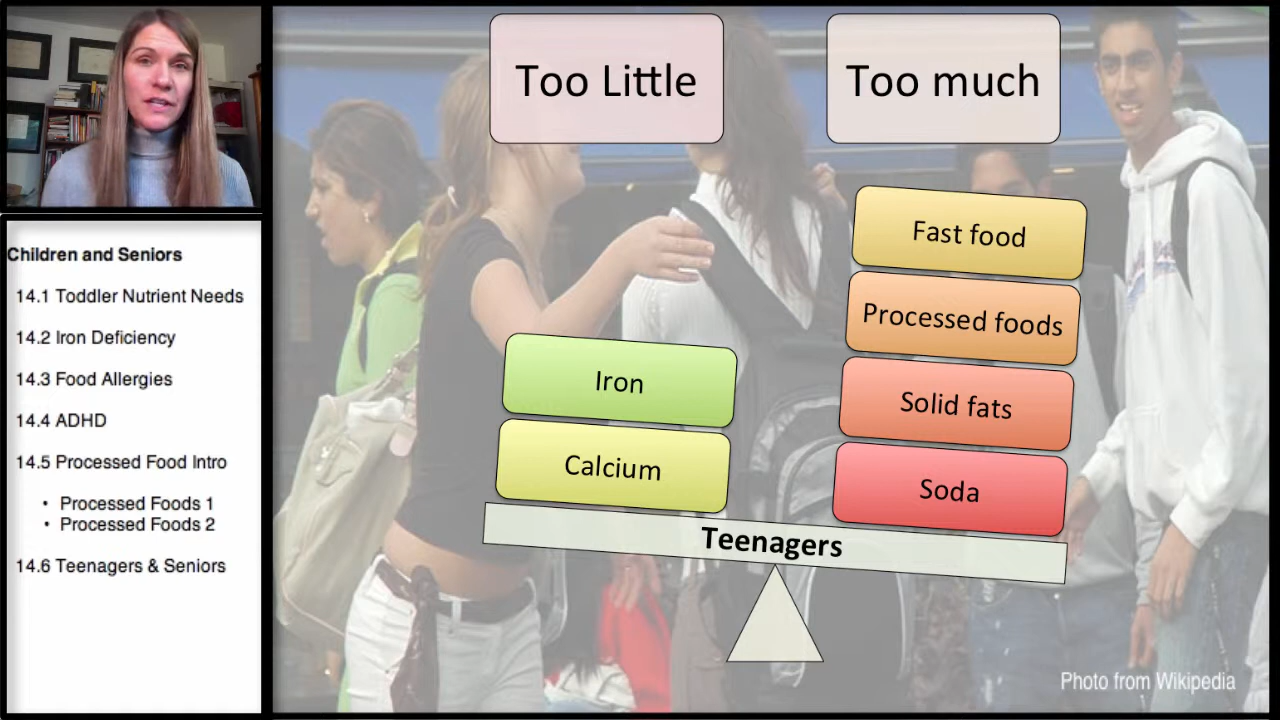 Children and Seniors
14.1 Toddler Nutrient Needs
14.2 Iron Deficiency
14.3 Food Allergies
14.4 ADHD
14.5 Processed Food Intro
• Processed Foods 1
• Processed Foods 2
14.6 Teenagers & Seniors
Too Little
Too much
Fast food
Processed foods
Iron
Solid fats
Calcium
Soda
Teenagers
Photo from Wikipedia